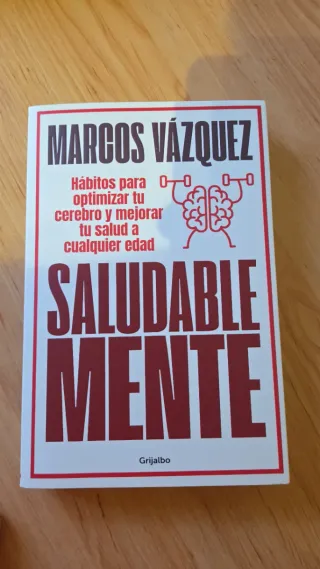 MARCOS VÁZQUEZ
Hábitos para
optimizar tu
cerebro y mejorar
tu salud a
cualquier edad
SALUDABLE
MENTE
Grijalbo